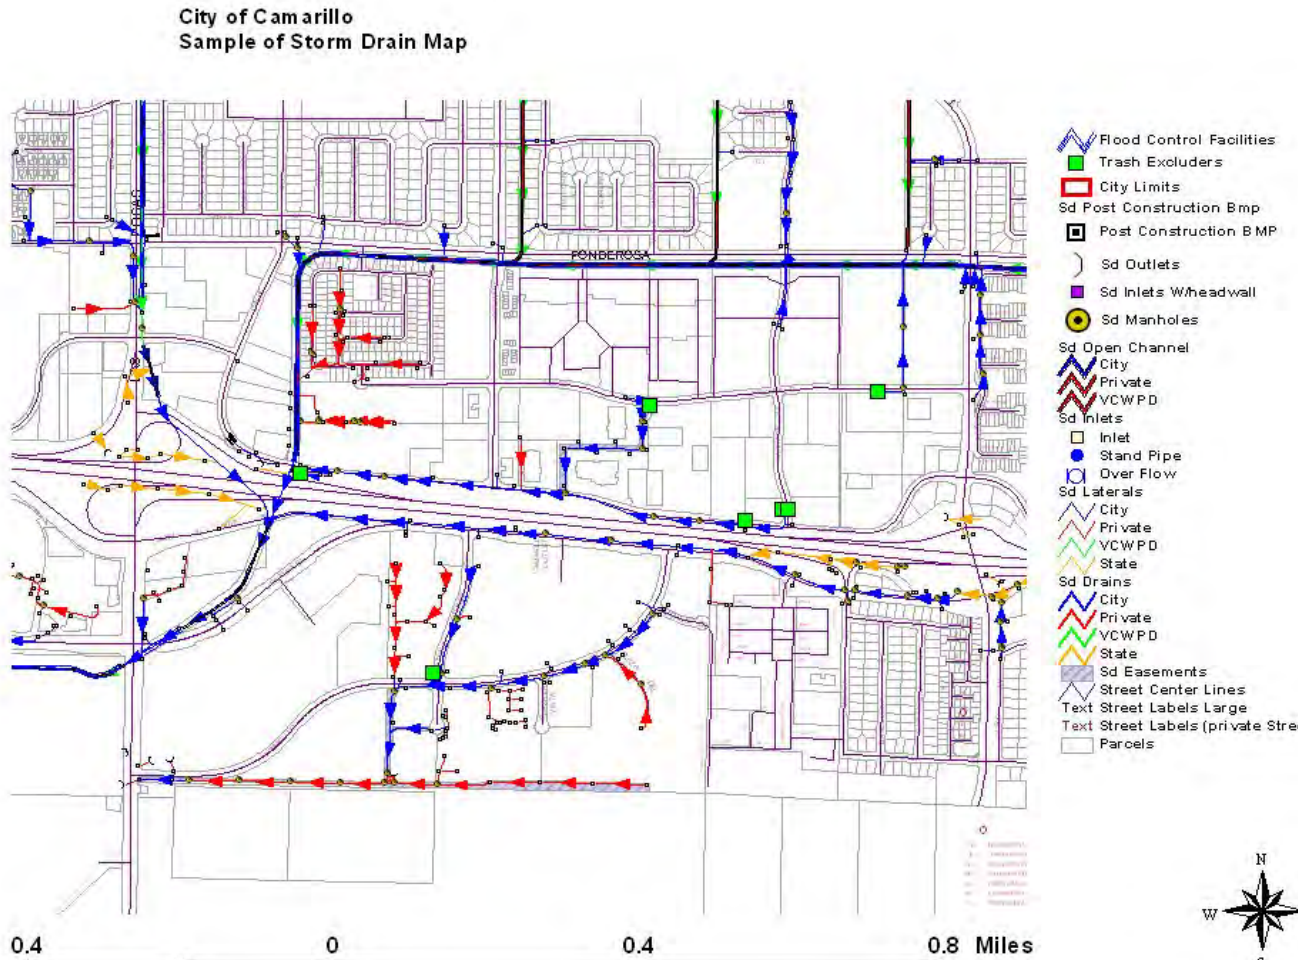 City of Camarillo
Sample of Storm Drain Map
PONDEROSA
Flood Control Facilities
Trash Excluders
City Limits
Sd Post Construction Bmp
Post Construction BMP
Sd Outlets
Sd Inlets W/headwall
Sd Manholes
Sd Open Channel
City
Private
VCWPD
Sd Inlets
Inlet
Stand Pipe
Over Flow
Sd Laterals
City
Private
VCWPD
State
Sd Drains
City
Private
VCWPD
State
Sd Easements
Street Center Lines
Text Street Labels Large
Text Street Labels (private Stre
Parcels
N
W
0.4 0 0.4 0.8 Miles